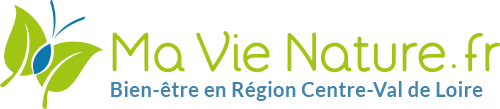 Ma Vie Nature.fr
Bien-être en Région Centre-Val de Loire